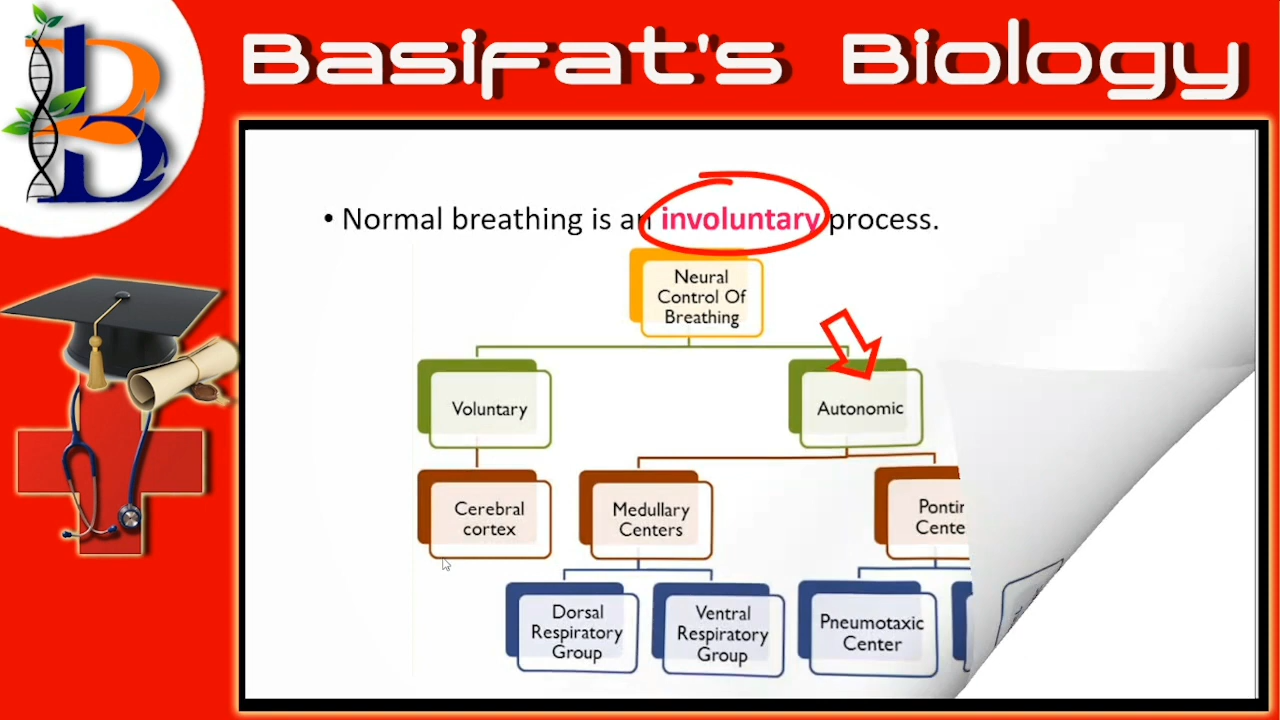 Basifat's Biology
• Normal breathing is an involuntary process.
Neural
Control Of
Breathing
Voluntary
Autonomic
Cerebral
cortex
Medullary
Centers
Dorsal
Respiratory
Group
Ventral
Respiratory
Group
Pneumotaxic
Center